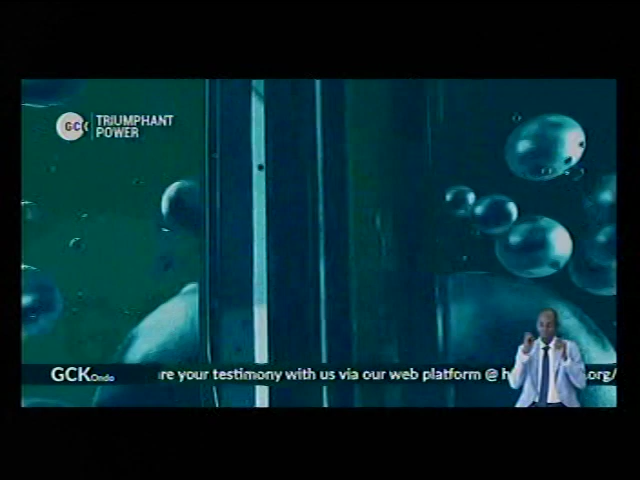 GCK
TRIUMPHANT
POWER
GCK Ondo
re your testimony with us via our web platform @ h
.org/